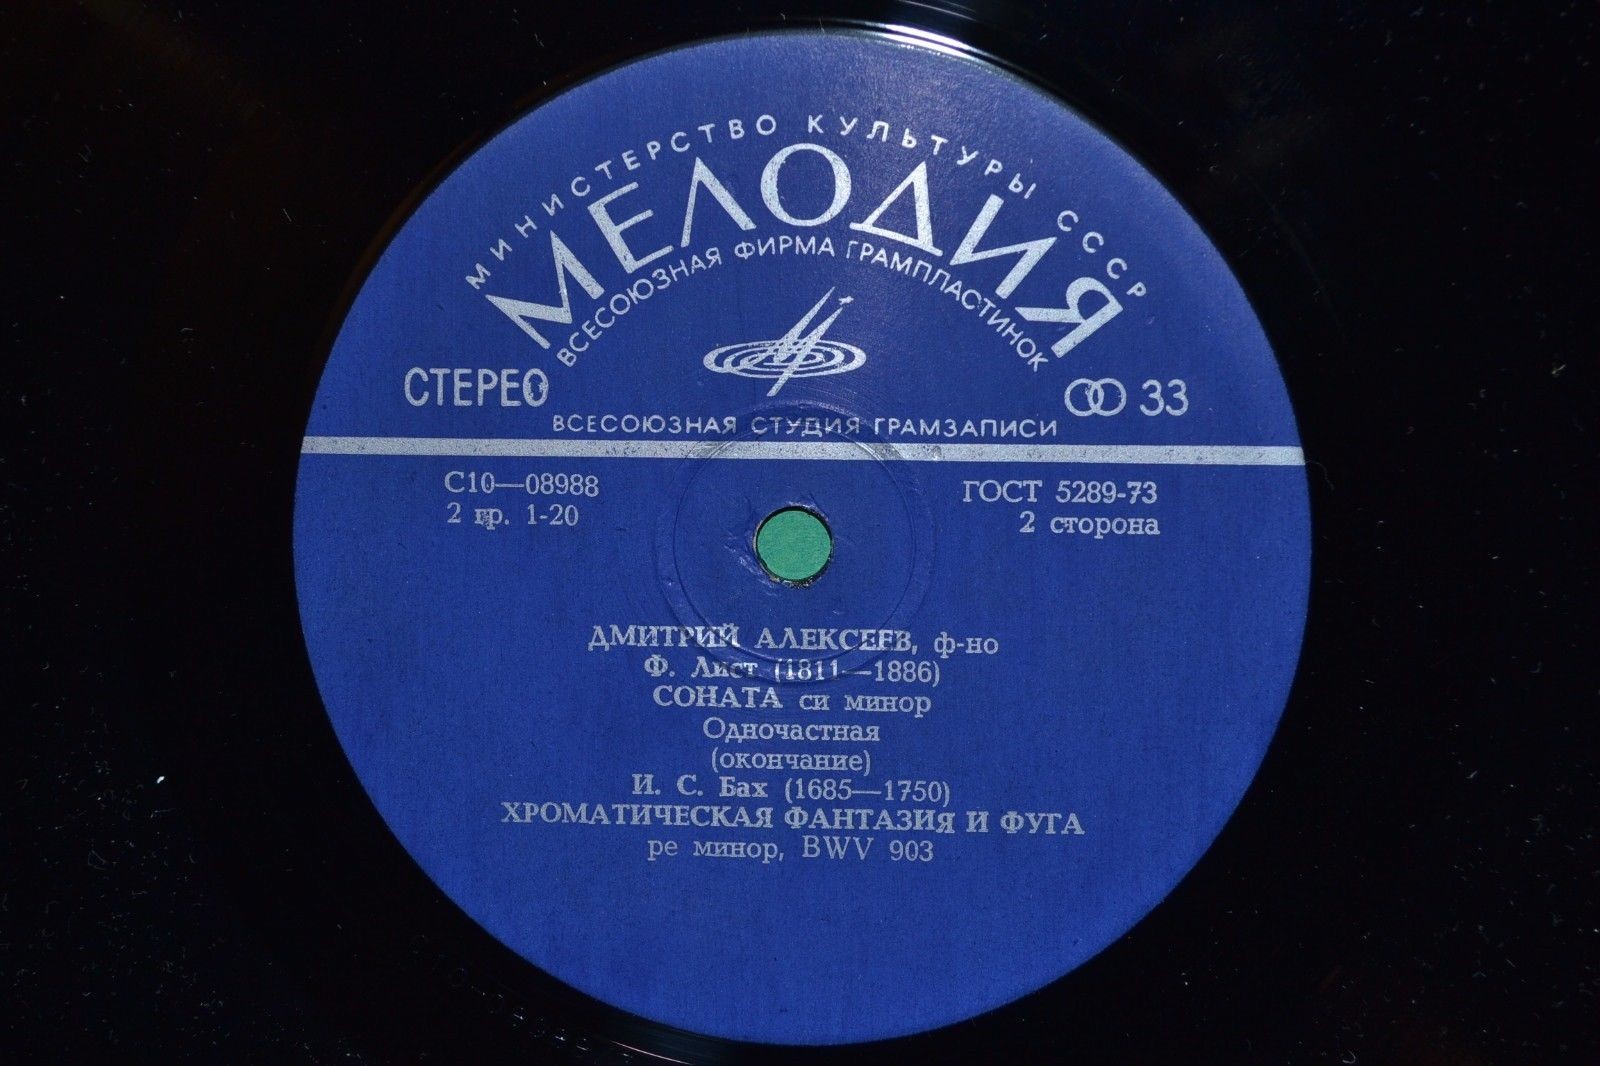 МИНИСТЕРСТВО КУЛЬТУРЫ СССР
МЕЛОДИЯ
ВСЕСОЮЗНАЯ ФИРМА ГРАМПЛАСТИНОК
СТЕРЕО
33
ВСЕСОЮЗНАЯ СТУДИЯ ГРАМЗАПИСИ
С10—08988
ГОСТ 5289-73
2 гр. 1-20
2 сторона
ДМИТРИЙ АЛЕКСЕЕВ, ф-но
Ф. Лист (1811—1886)
СОНАТА си минор
Одночастная
(окончание)
И. С. Бах (1685—1750)
ХРОМАТИЧЕСКАЯ ФАНТАЗИЯ И ФУГА
ре минор, BWV 903